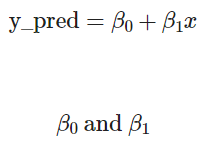 y_pred = β₀ + β₁x
β₀ and β₁